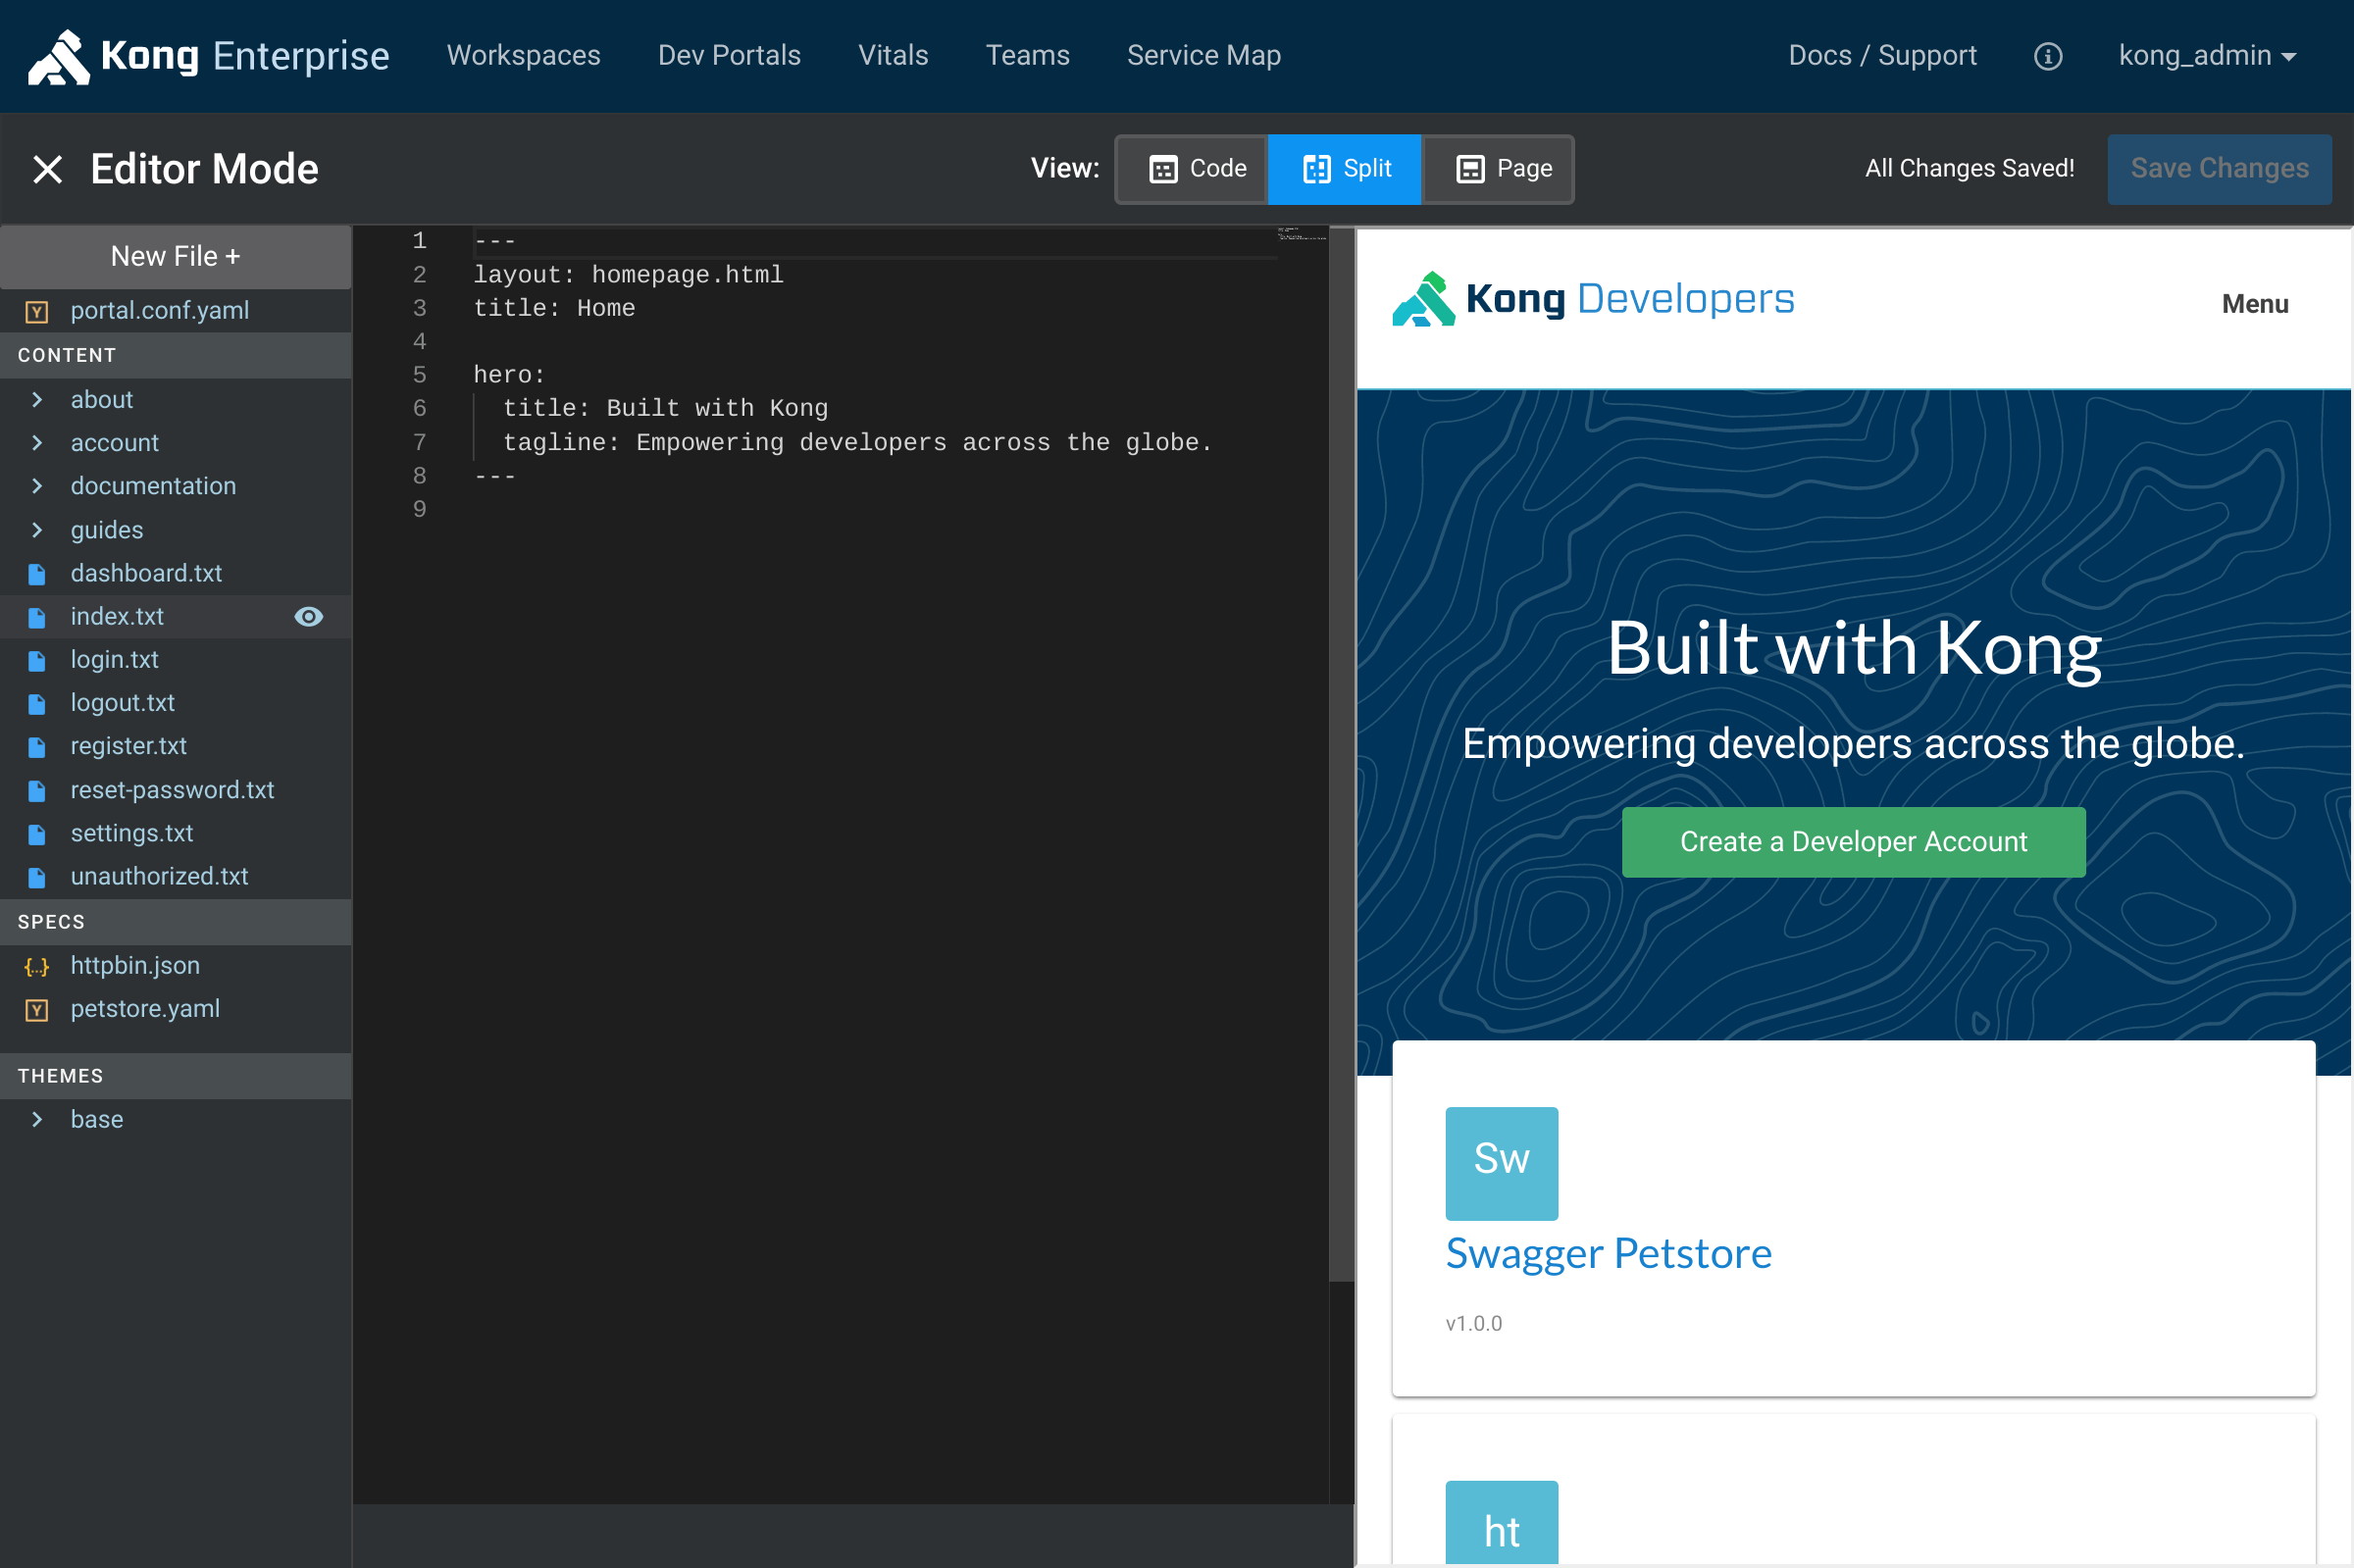 Kong Enterprise Workspaces Dev Portals Vitals Teams Service Map Docs / Support kong_admin
Editor Mode View: Code Split Page All Changes Saved! Save Changes
New File +
portal.conf.yaml
CONTENT
about
account
documentation
guides
dashboard.txt
index.txt
login.txt
logout.txt
register.txt
reset-password.txt
settings.txt
unauthorized.txt
SPECS
{...} httpbin.json
Y petstore.yaml
THEMES
base
1 ---
2 layout: homepage.html
3 title: Home
4
5 hero:
6 title: Built with Kong
7 tagline: Empowering developers across the globe.
8 ---
9
Kong Developers Menu
Built with Kong
Empowering developers across the globe.
Create a Developer Account
Sw
Swagger Petstore
v1.0.0
ht